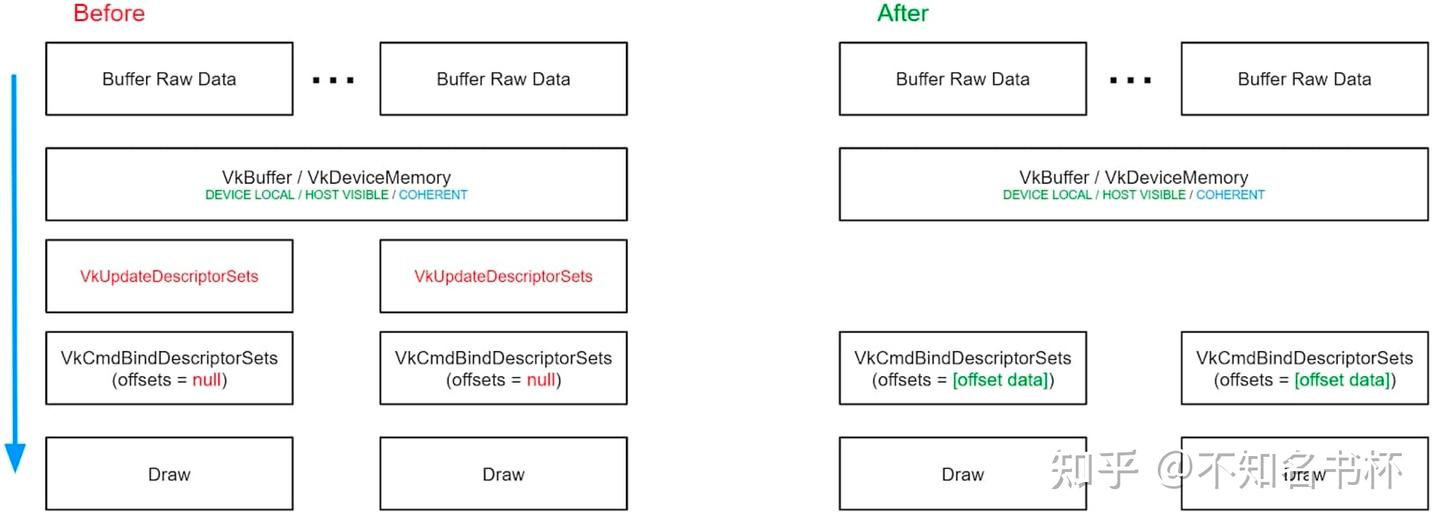 Before
After
Buffer Raw Data ... Buffer Raw Data
Buffer Raw Data ... Buffer Raw Data
VkBuffer / VkDeviceMemory
DEVICE LOCAL / HOST VISIBLE / COHERENT
VkBuffer / VkDeviceMemory
DEVICE LOCAL / HOST VISIBLE / COHERENT
VkUpdateDescriptorSets
VkUpdateDescriptorSets
VkCmdBindDescriptorSets
(offsets = null)
VkCmdBindDescriptorSets
(offsets = null)
VkCmdBindDescriptorSets
(offsets = [offset data])
VkCmdBindDescriptorSets
(offsets = [offset data])
Draw
Draw
Draw
Draw
知乎 @不知名书杯